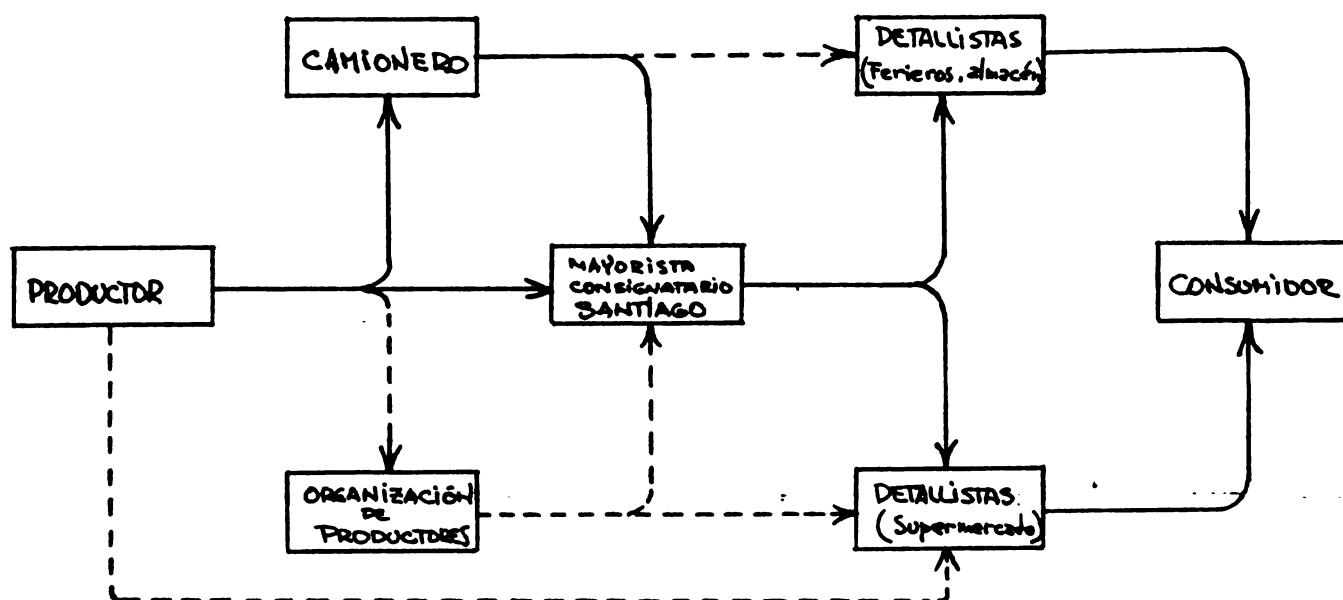 CAMIONERO
DETALLISTAS
(Ferieros, almacén)
PRODUCTOR
MAYORISTA
CONSIGNATARIO
SANTIAGO
CONSUMIDOR
ORGANIZACIÓN
DE
PRODUCTORES
DETALLISTAS
(Supermercado)